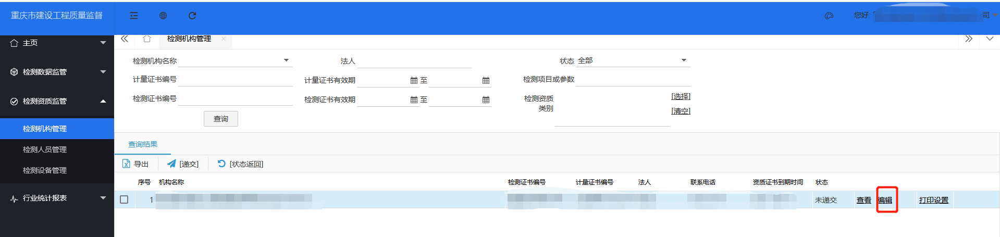 重庆市建设工程质量监督
您好:
司
主页
检测机构管理
检测机构名称
法人
状态 全部
检测数据监管
计量证书编号
计量证书有效期 至
检测项目或参数
检测资质监管
检测证书编号
检测证书有效期 至
检测资质类别
[选择]
[清空]
查询
检测机构管理
检测人员管理
检测设备管理
行业统计报表
查询结果
导出 [递交] [状态返回]
序号 机构名称 检测证书编号 计量证书编号 法人 联系电话 资质证书到期时间 状态
1 未递交 查看 编辑 打印设置